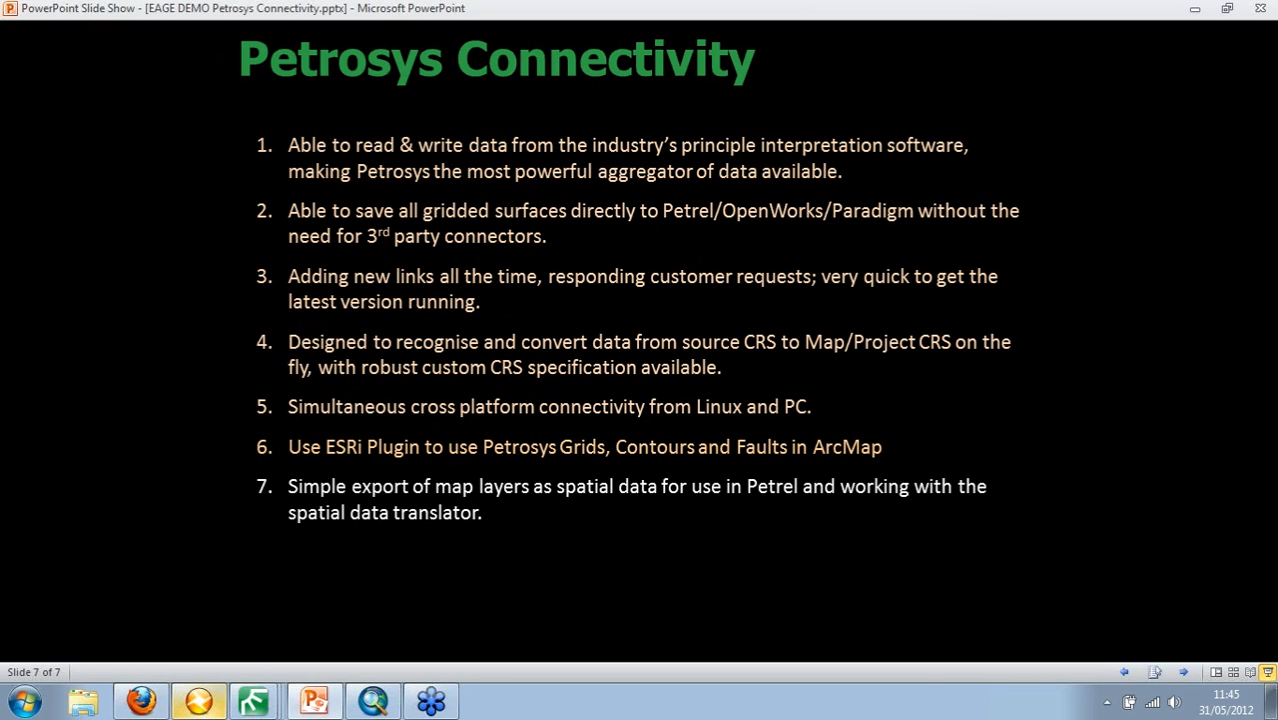 PowerPoint Slide Show - [EAGE DEMO Petrosys Connectivity.pptx] - Microsoft PowerPoint
Petrosys Connectivity
1. Able to read & write data from the industry's principle interpretation software,
making Petrosys the most powerful aggregator of data available.
2. Able to save all gridded surfaces directly to Petrel/OpenWorks/Paradigm without the
need for 3rd party connectors.
3. Adding new links all the time, responding customer requests; very quick to get the
latest version running.
4. Designed to recognise and convert data from source CRS to Map/Project CRS on the
fly, with robust custom CRS specification available.
5. Simultaneous cross platform connectivity from Linux and PC.
6. Use ESRi Plugin to use Petrosys Grids, Contours and Faults in ArcMap
7. Simple export of map layers as spatial data for use in Petrel and working with the
spatial data translator.
Slide 7 of 7
11:45
31/05/2012